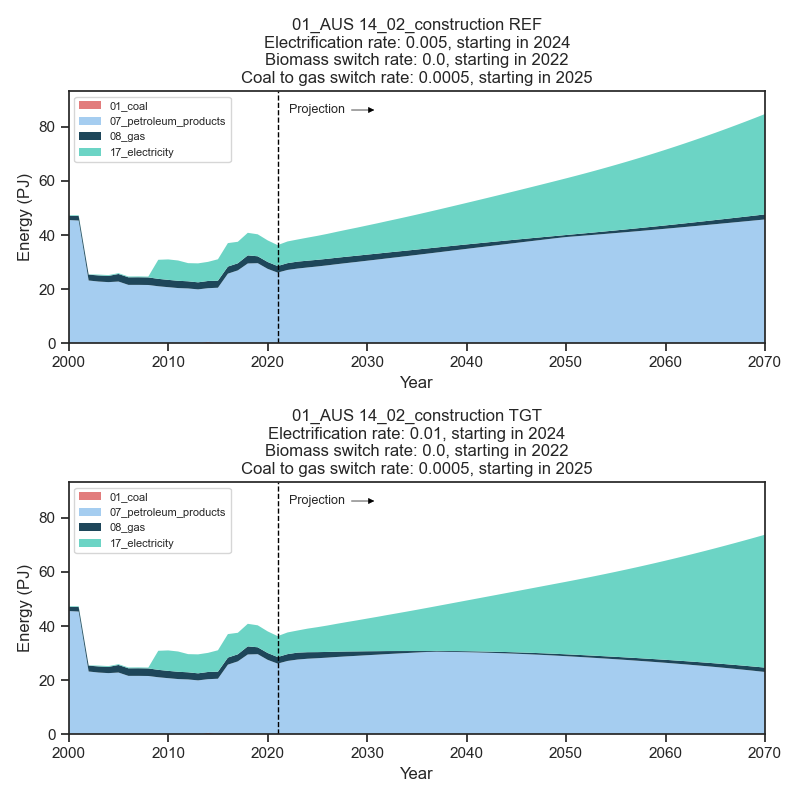 01_AUS 14_02_construction REF
Electrification rate: 0.005, starting in 2024
Biomass switch rate: 0.0, starting in 2022
Coal to gas switch rate: 0.0005, starting in 2025
01_coal
07_petroleum_products
08_gas
17_electricity
Projection
80
60
40
20
0
Energy (PJ)
2000 2010 2020 2030 2040 2050 2060 2070
Year
01_AUS 14_02_construction TGT
Electrification rate: 0.01, starting in 2024
Biomass switch rate: 0.0, starting in 2022
Coal to gas switch rate: 0.0005, starting in 2025
01_coal
07_petroleum_products
08_gas
17_electricity
Projection
80
60
40
20
0
Energy (PJ)
2000 2010 2020 2030 2040 2050 2060 2070
Year